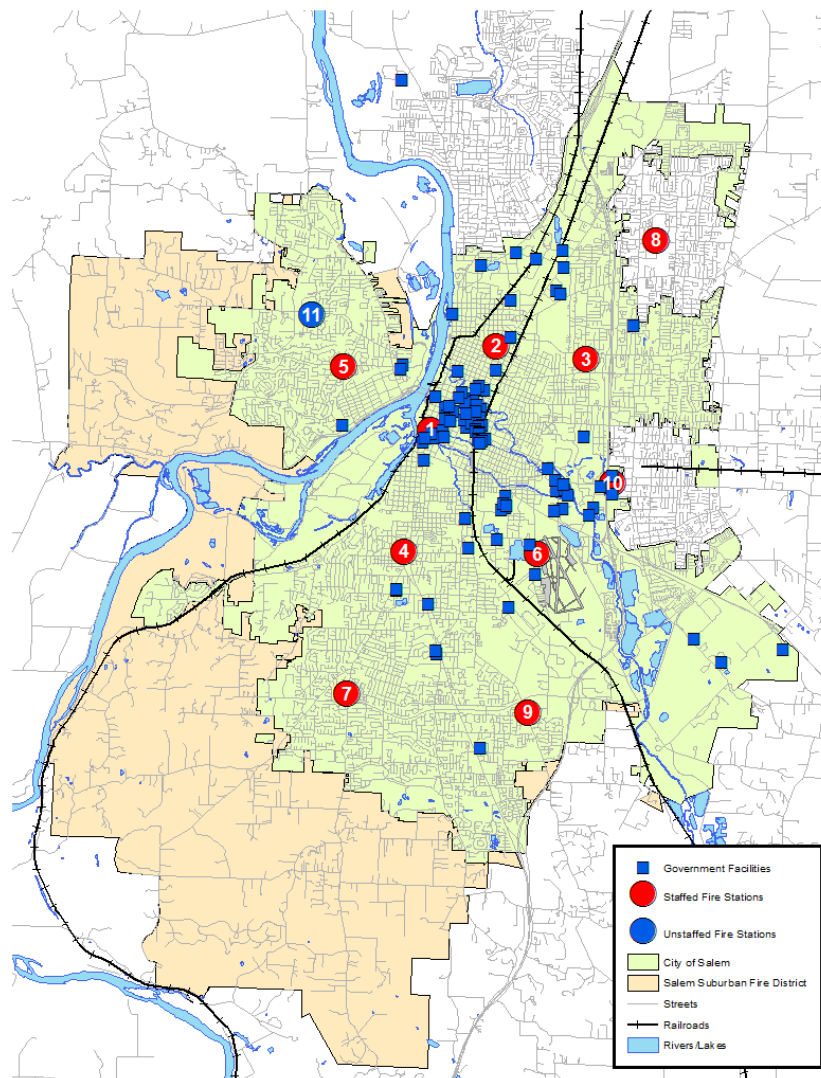 8
11
2
3
5
1
10
4
6
7
9
Government Facilities
Staffed Fire Stations
Unstaffed Fire Stations
City of Salem
Salem Suburban Fire District
Streets
Railroads
Rivers/Lakes